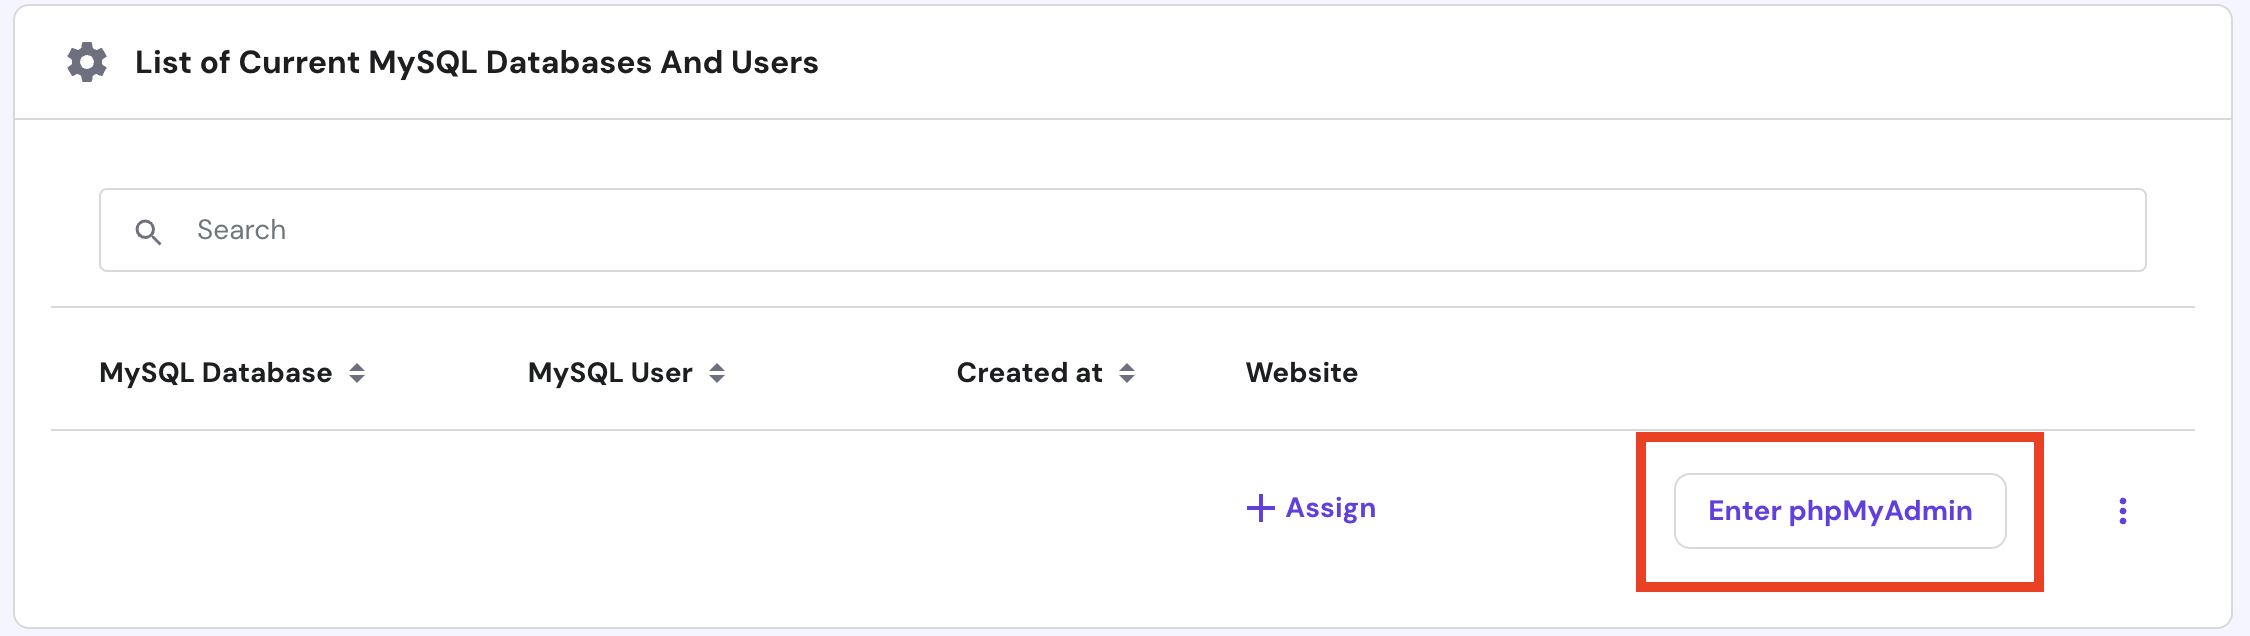 List of Current MySQL Databases And Users
Search
MySQL Database MySQL User Created at Website
Assign Enter phpMyAdmin